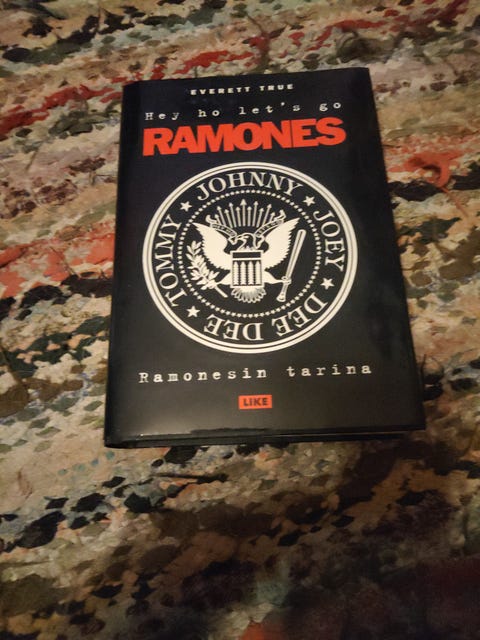 EVERETT TRUE
Hey ho let's go
RAMONES
JOHNNY ★ JOEY ★ DEE DEE ★ TOMMY ★
Ramonesin tarina
LIKE